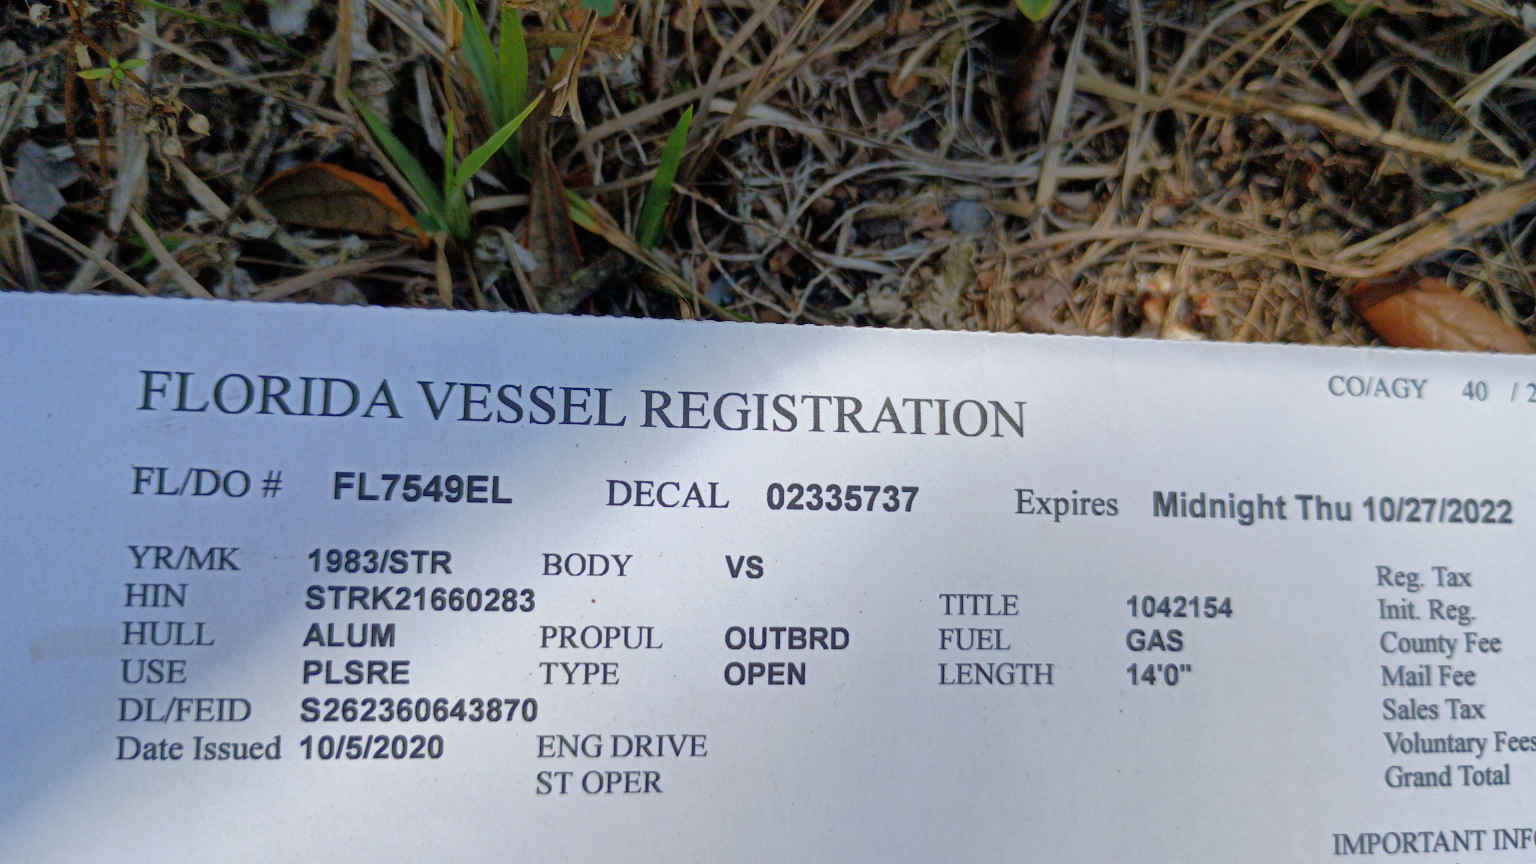 FLORIDA VESSEL REGISTRATION CO/AGY 40 / 2
FL/DO # FL7549EL DECAL 02335737 Expires Midnight Thu 10/27/2022
YR/MK 1983/STR BODY VS Reg. Tax
HIN STRK21660283 TITLE 1042154 Init. Reg.
HULL ALUM PROPUL OUTBRD FUEL GAS County Fee
USE PLSRE TYPE OPEN LENGTH 14'0" Mail Fee
DL/FEID S262360643870 Sales Tax
Date Issued 10/5/2020 ENG DRIVE Voluntary Fees
ST OPER Grand Total
IMPORTANT